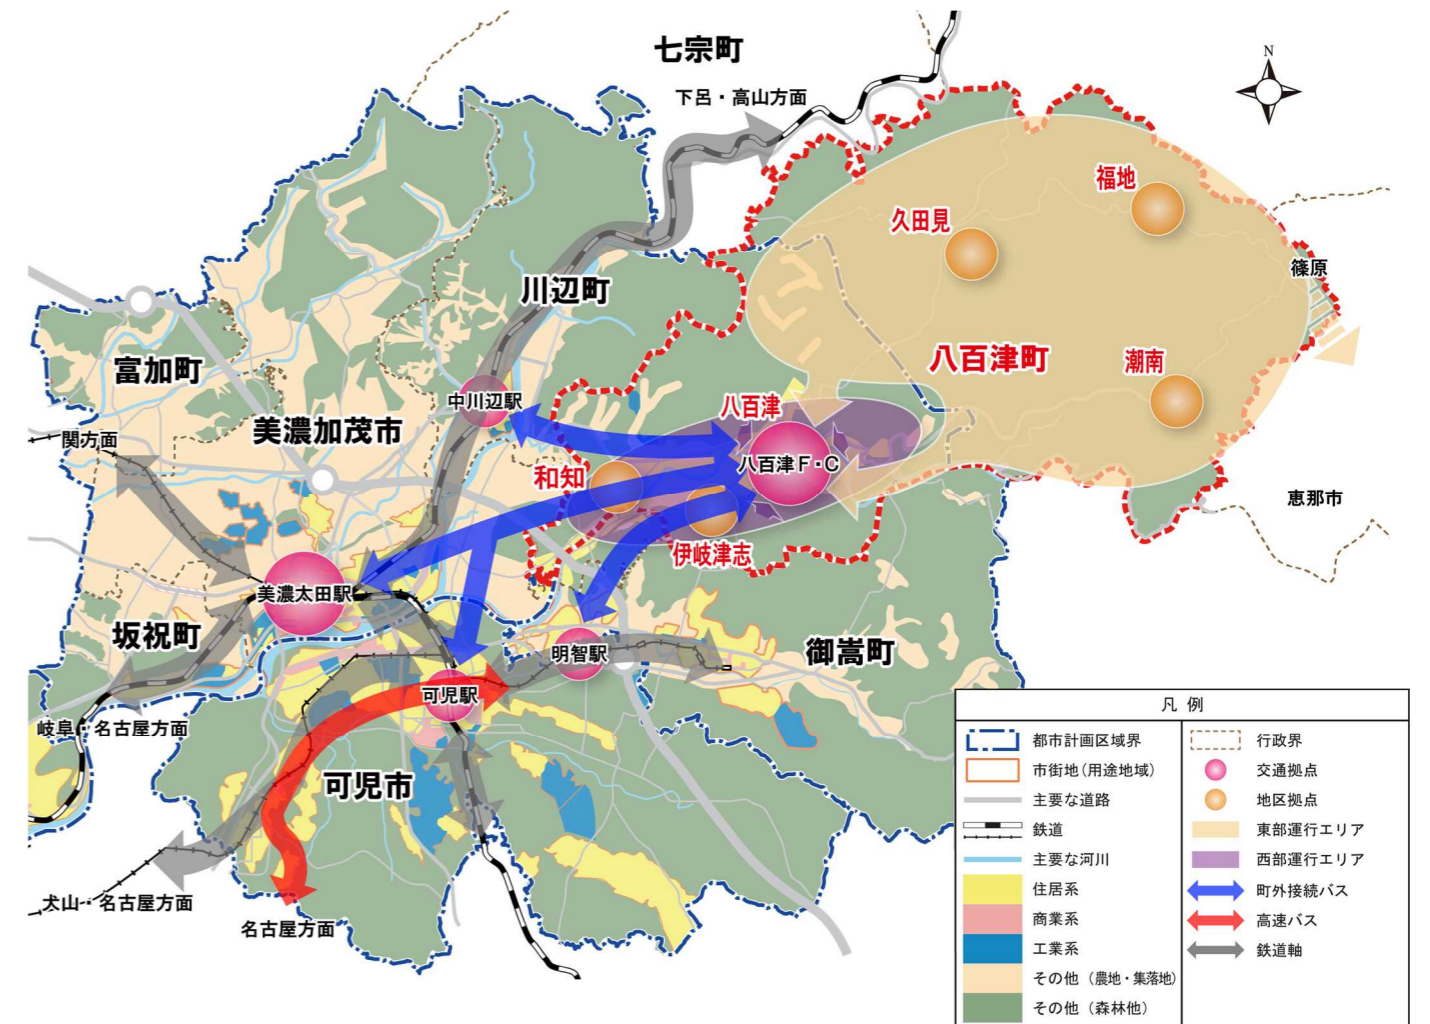 七宗町
N
下呂・高山方面
福地
久田見
篠原
川辺町
八百津町
潮南
富加町
中川辺駅
八百津
美濃加茂市
関方面
八百津F・C
和知
恵那市
伊岐津志
美濃太田駅
坂祝町
明智駅
御嵩町
可児駅
岐阜・名古屋方面
可児市
犬山・名古屋方面
名古屋方面
凡 例
都市計画区域界
市街地(用途地域)
主要な道路
鉄道
主要な河川
住居系
商業系
工業系
その他（農地・集落地）
その他（森林他）
行政界
交通拠点
地区拠点
東部運行エリア
西部運行エリア
町外接続バス
高速バス
鉄道軸